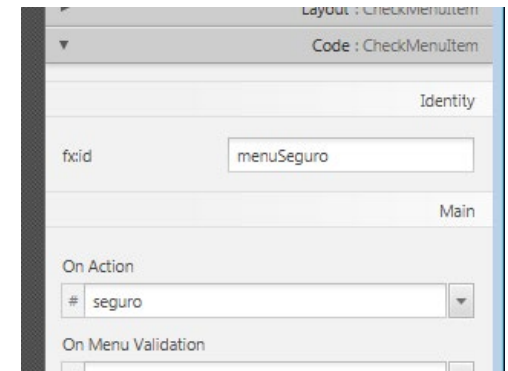 Layout : CheckMenuItem
Code : CheckMenuItem
Identity
fx:id
menuSeguro
Main
On Action
# seguro
On Menu Validation